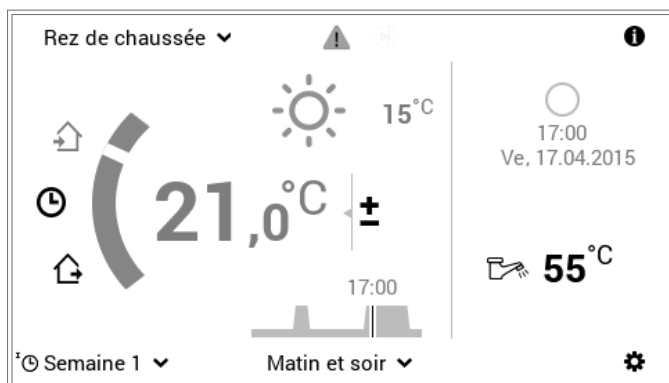 Rez de chaussée
15°C
17:00
Ve, 17.04.2015
21,0°C
±
55°C
17:00
Semaine 1
Matin et soir